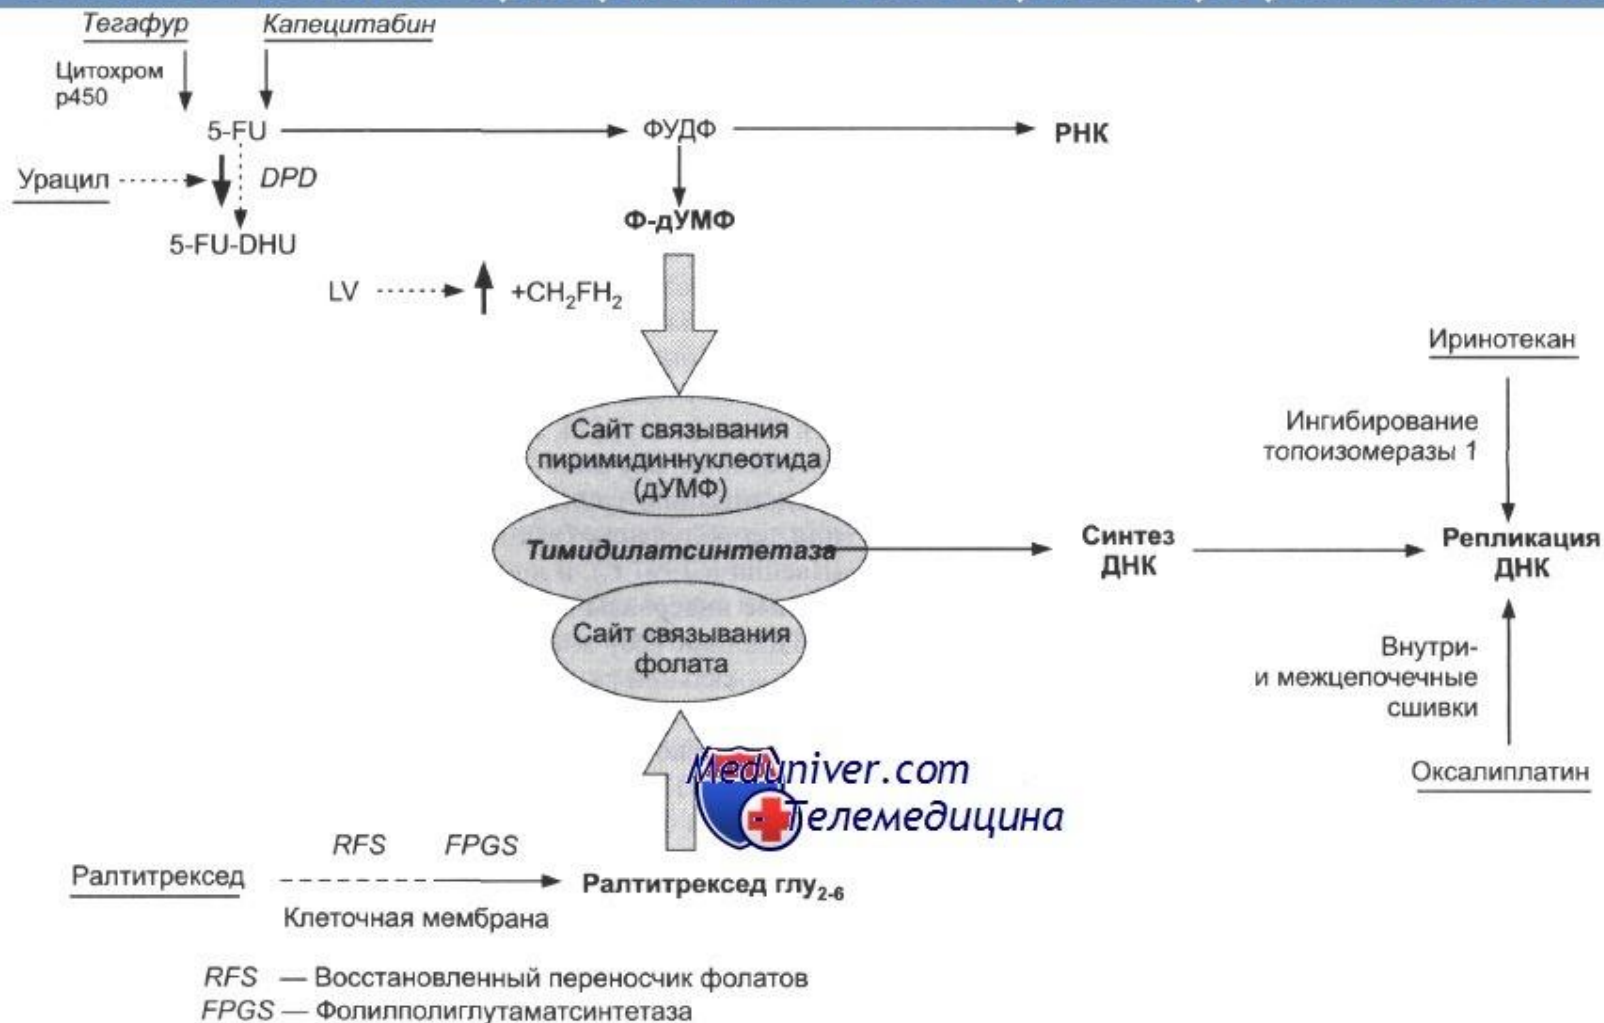 Тегафур
Капецитабин
Цитохром
p450
5-FU
ФУДФ
РНК
Урацил
DPD
Ф-дУМФ
5-FU-DHU
LV
+CH₂FH₂
Иринотекан
Сайт связывания
пиримидиннуклеотида
(дУМФ)
Ингибирование
топоизомеразы 1
Тимидилатсинтетаза
Синтез
ДНК
Репликация
ДНК
Сайт связывания
фолата
Внутри-
и межцепочечные
сшивки
Оксалиплатин
Meduniver.com
Телемедицина
RFS
FPGS
Ралтитрексед
Ралтитрексед глу₂₋₆
Клеточная мембрана
RFS — Восстановленный переносчик фолатов
FPGS — Фолилполиглутаматсинтетаза